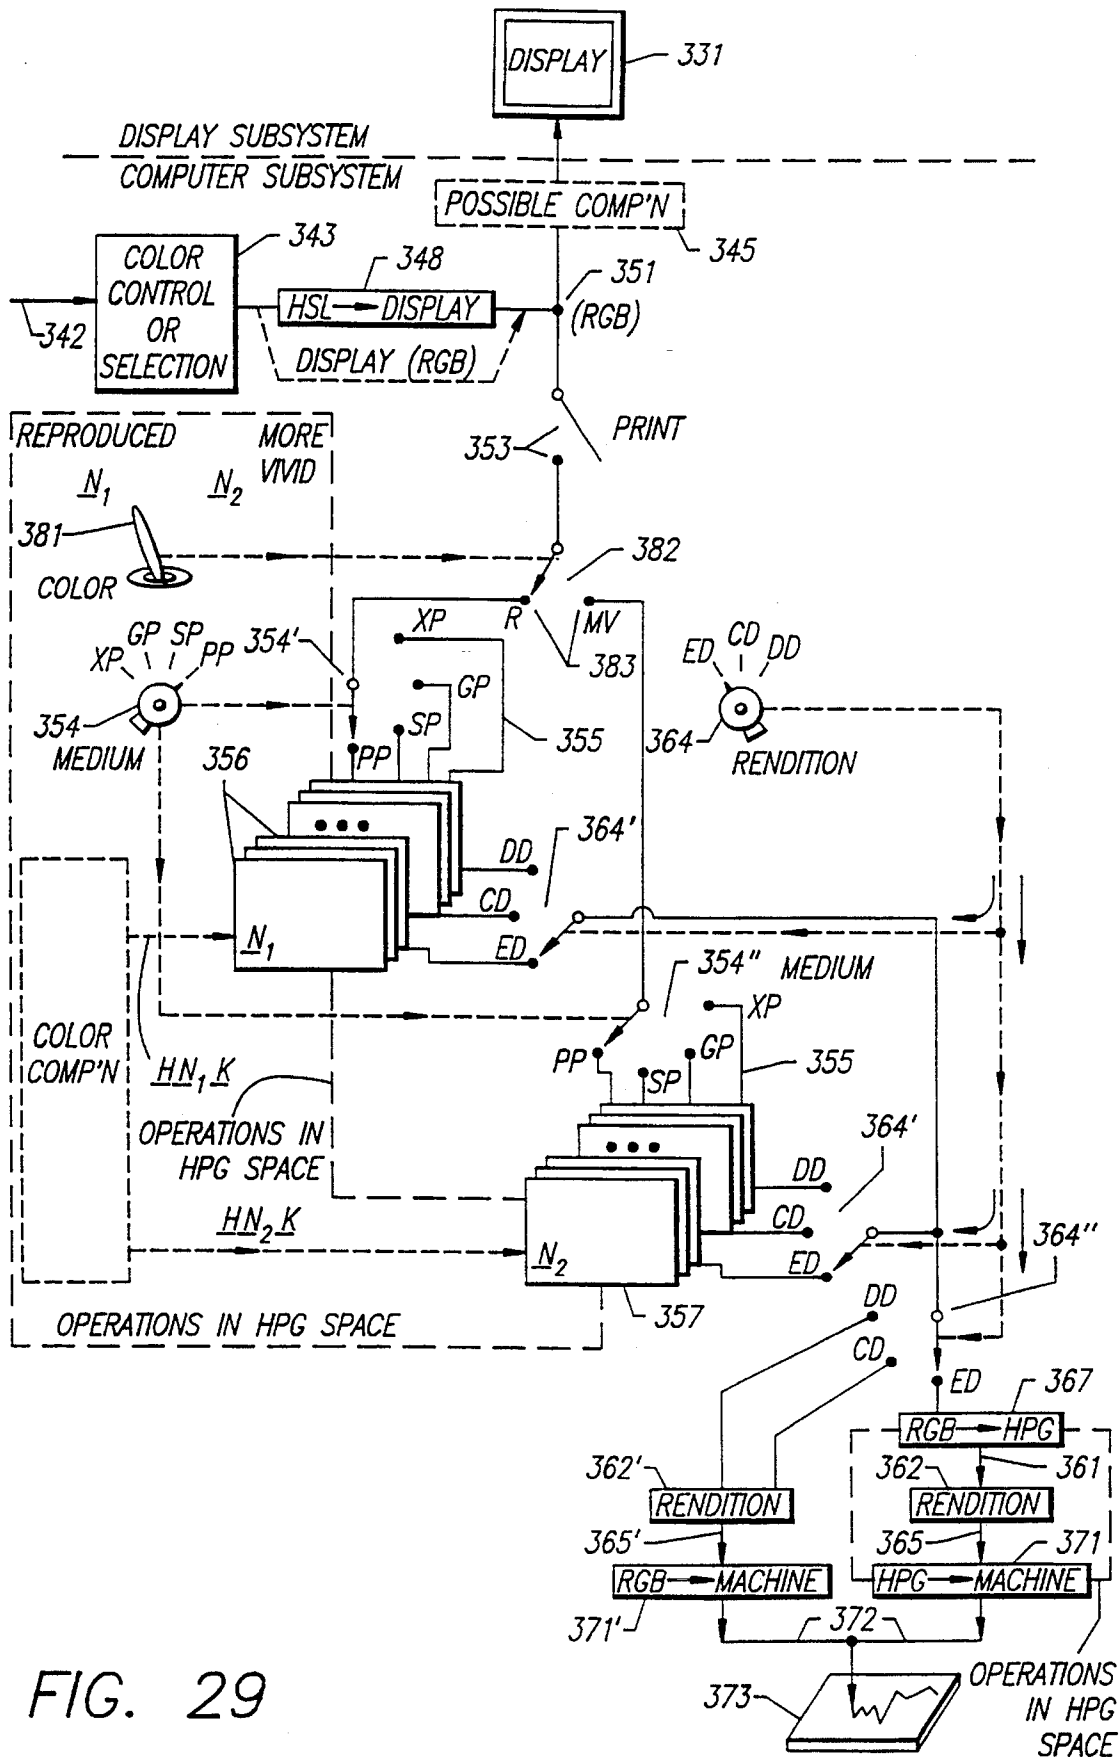 DISPLAY
331
DISPLAY SUBSYSTEM
COMPUTER SUBSYSTEM
POSSIBLE COMP'N
345
343
COLOR
CONTROL
OR
SELECTION
342
348
HSL → DISPLAY
DISPLAY (RGB)
351
(RGB)
353
PRINT
REPRODUCED
MORE
VIVID
N1
N2
381
COLOR
382
R
MV
383
XP
GP
SP
PP
354
MEDIUM
354'
XP
GP
SP
PP
355
ED
CD
DD
364
RENDITION
356
N1
DD
CD
ED
364'
COLOR
COMP'N
HN1K
OPERATIONS IN
HPG SPACE
HN2K
354"
MEDIUM
PP
SP
GP
XP
355
N2
357
DD
CD
ED
364'
364"
OPERATIONS IN HPG SPACE
DD
CD
ED
367
RGB → HPG
361
362'
RENDITION
362
RENDITION
365'
365
371
RGB → MACHINE
HPG → MACHINE
371'
372
373
OPERATIONS
IN HPG
SPACE
FIG. 29